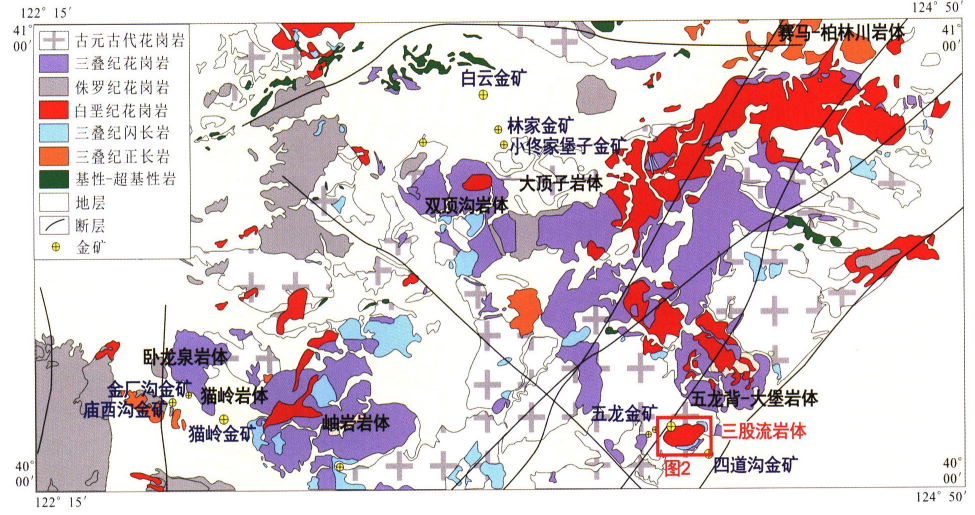 122° 15′
124° 50′
41°
00′
41
00′
古元古代花岗岩
三叠纪花岗岩
侏罗纪花岗岩
白垩纪花岗岩
三叠纪闪长岩
三叠纪正长岩
基性-超基性岩
地层
断层
金矿
赛马-柏林川岩体
白云金矿
林家金矿
小佟家堡子金矿
大顶子岩体
双顶沟岩体
卧龙泉岩体
金厂沟金矿
猫岭岩体
庙西沟金矿
猫岭金矿
岫岩岩体
五龙背-大堡岩体
五龙金矿
三股流岩体
图2
四道沟金矿
40°
00′
40°
00′
122° 15′
124° 50′